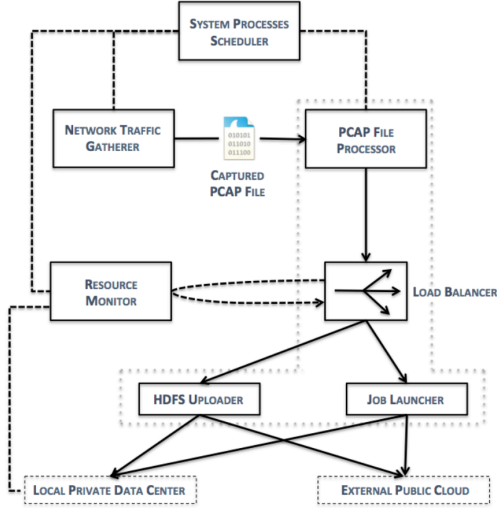 SYSTEM PROCESSES
SCHEDULER
NETWORK TRAFFIC
GATHERER
010101
011010
011100
CAPTURED
PCAP FILE
PCAP FILE
PROCESSOR
RESOURCE
MONITOR
LOAD BALANCER
HDFS UPLOADER
JOB LAUNCHER
LOCAL PRIVATE DATA CENTER
EXTERNAL PUBLIC CLOUD